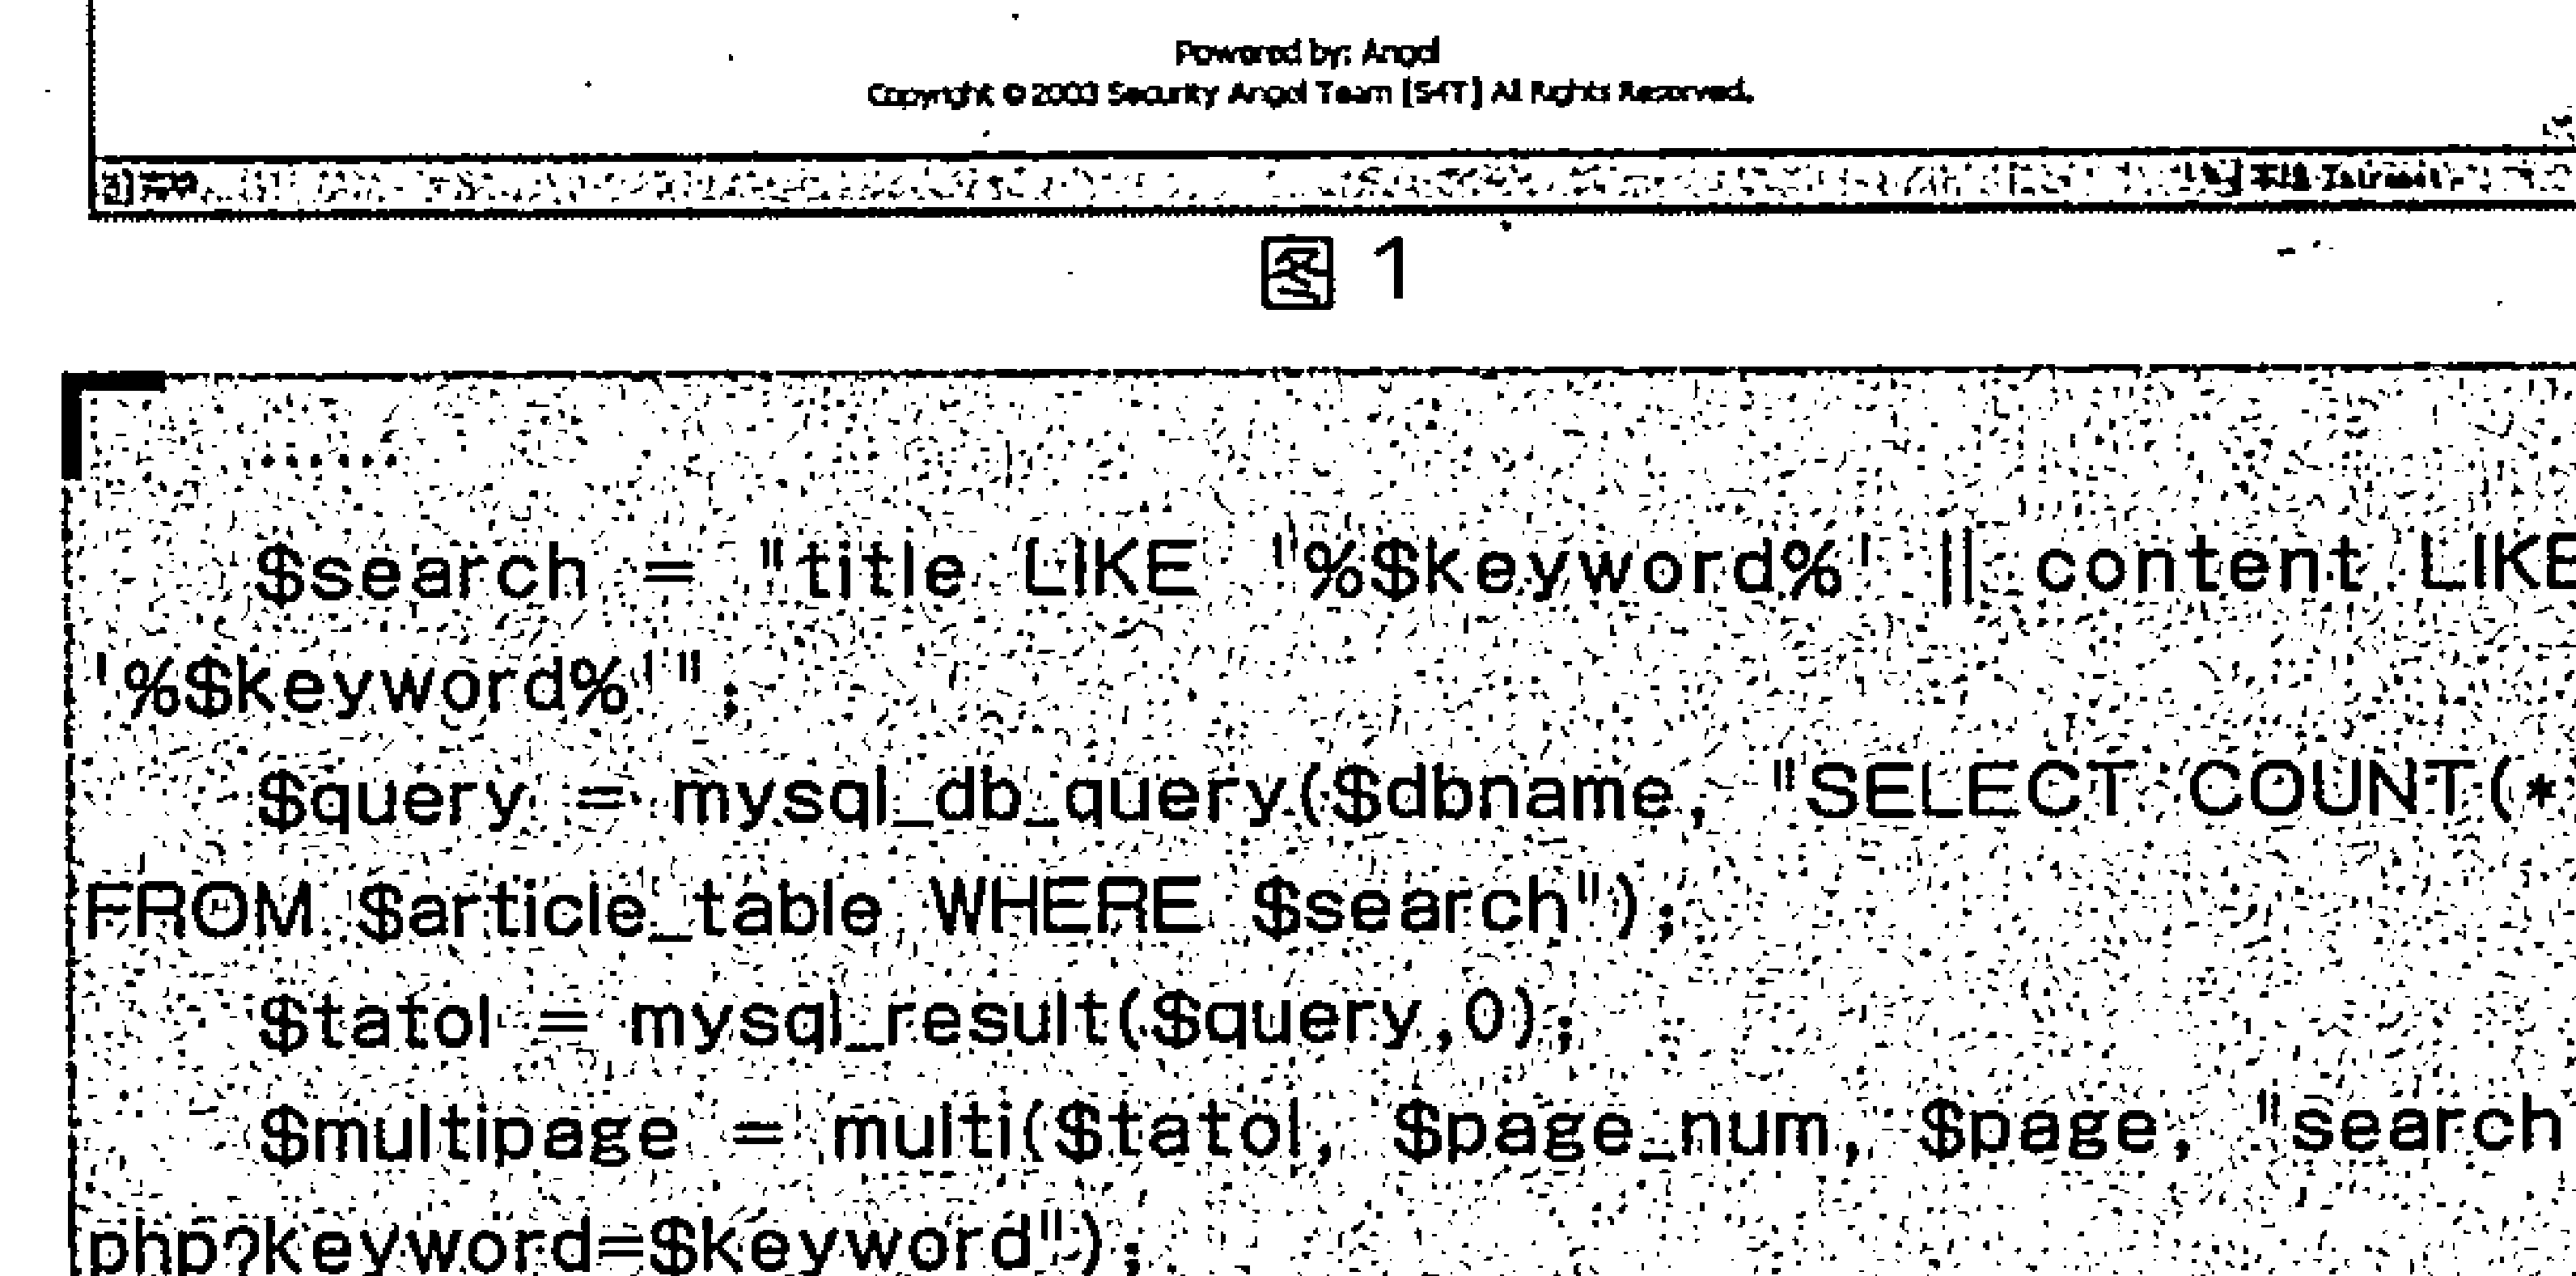 Powered by: Angel
Copyright © 2003 Security Angel Team [S4T] All Rights Reserved.
Internet
图 1
......
$search = "title LIKE '%$keyword%' || content LIKE
'%$keyword%'";
$query = mysql_db_query($dbname, "SELECT COUNT(*)
FROM $article_table WHERE $search");
$tatol = mysql_result($query,0);
$multipage = multi($tatol, $page_num, $page, "search
php?keyword=$keyword");